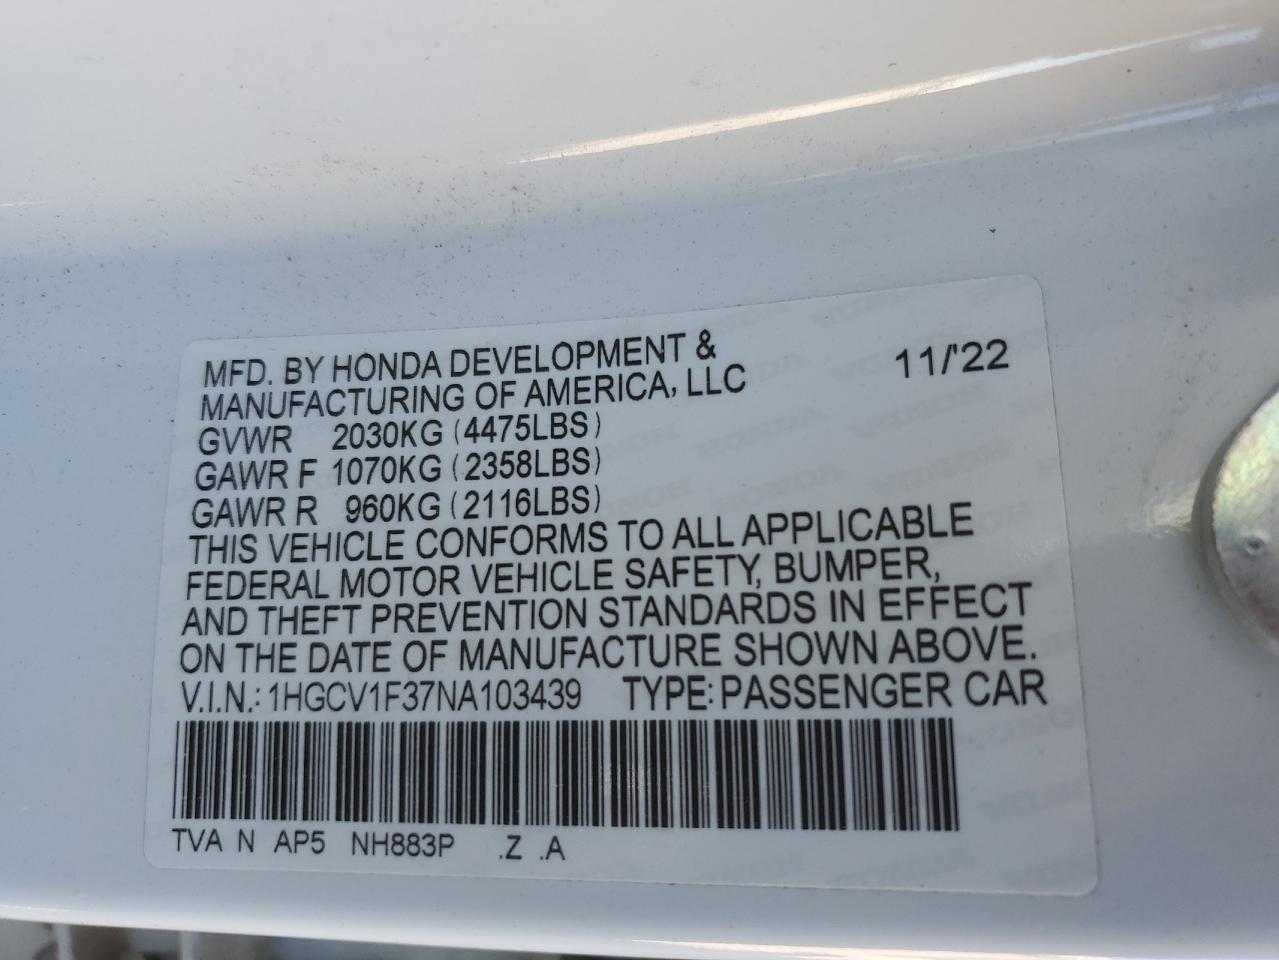 MFD. BY HONDA DEVELOPMENT & MANUFACTURING OF AMERICA, LLC 11/'22
GVWR 2030KG (4475LBS)
GAWR F 1070KG (2358LBS)
GAWR R 960KG (2116LBS)
THIS VEHICLE CONFORMS TO ALL APPLICABLE
FEDERAL MOTOR VEHICLE SAFETY, BUMPER,
AND THEFT PREVENTION STANDARDS IN EFFECT
ON THE DATE OF MANUFACTURE SHOWN ABOVE.
V.I.N.: 1HGCV1F37NA103439 TYPE: PASSENGER CAR
TVA N AP5 NH883P .Z .A